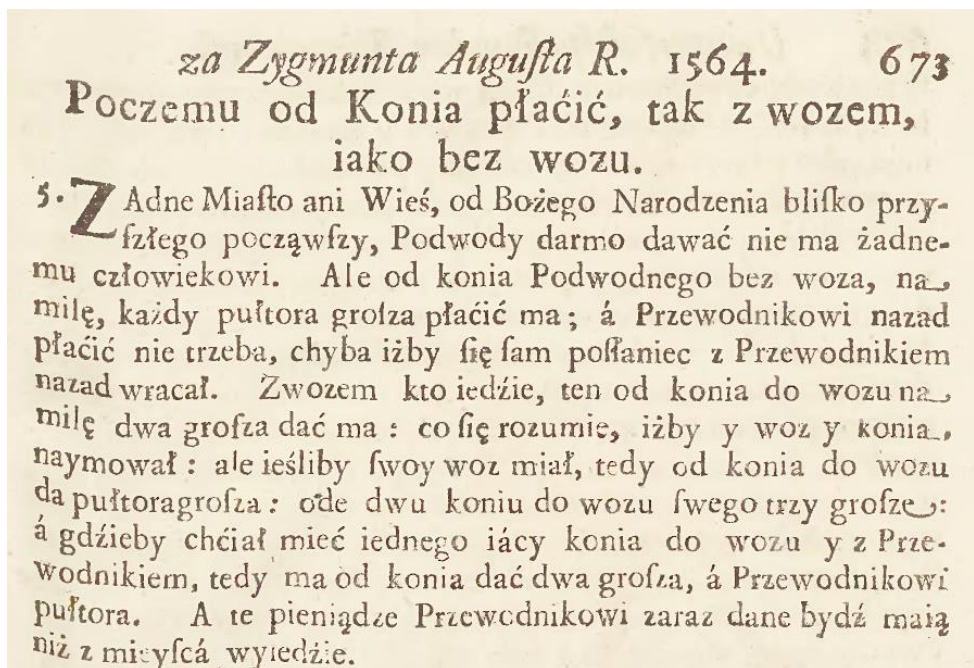 za Zygmunta Auguſta R. 1564. 673
Poczemu od Konia płaćić, tak z wozem,
iako bez wozu.
5. ZAdne Miaſto ani Wieś, od Bożego Narodzenia bliſko przy-
ſzłego począwſzy, Podwody darmo dawać nie ma żadne-
mu człowiekowi. Ale od konia Podwodnego bez woza, na
milę, każdy pułtora groſza płaćić ma; á Przewodnikowi nazad
płaćić nie trzeba, chyba iżby ſię ſam poſłaniec z Przewodnikiem
nazad wracał. Zwozem kto iedźie, ten od konia do wozu na
milę dwa groſza dać ma: co ſię rozumie, iżby y woz y konia,
naymował: ale ieśliby ſwoy woz miał, tedy od konia do wozu
da pułtoragroſza: ode dwu koniu do wozu ſwego trzy groſze:
á gdźieby chćiał mieć iednego iácy konia do wozu y z Prze-
wodnikiem, tedy ma od konia dać dwa groſza, á Przewodnikowi
pułtora. A te pieniądze Przewodnikowi zaraz dane bydź maią
niż z mieyſcá wyiedźie.